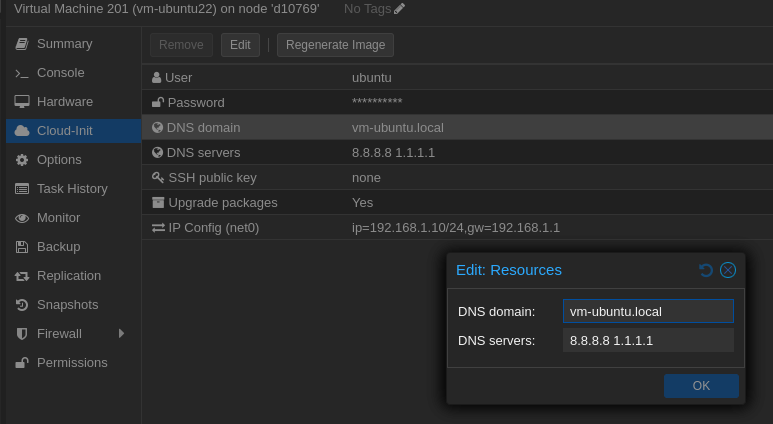 Virtual Machine 201 (vm-ubuntu22) on node 'd10769' No Tags
Summary
Console
Hardware
Cloud-Init
Options
Task History
Monitor
Backup
Replication
Snapshots
Firewall
Permissions
Remove Edit Regenerate Image
User ubuntu
Password **********
DNS domain vm-ubuntu.local
DNS servers 8.8.8.8 1.1.1.1
SSH public key none
Upgrade packages Yes
IP Config (net0) ip=192.168.1.10/24,gw=192.168.1.1
Edit: Resources
DNS domain: vm-ubuntu.local
DNS servers: 8.8.8.8 1.1.1.1
OK